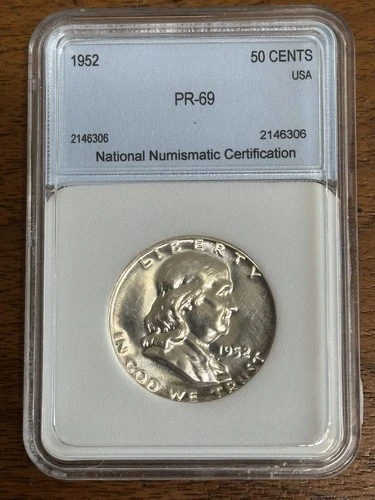 1952 50 CENTS
USA
PR-69
2146306 2146306
National Numismatic Certification
LIBERTY
1952
IN GOD WE TRUST